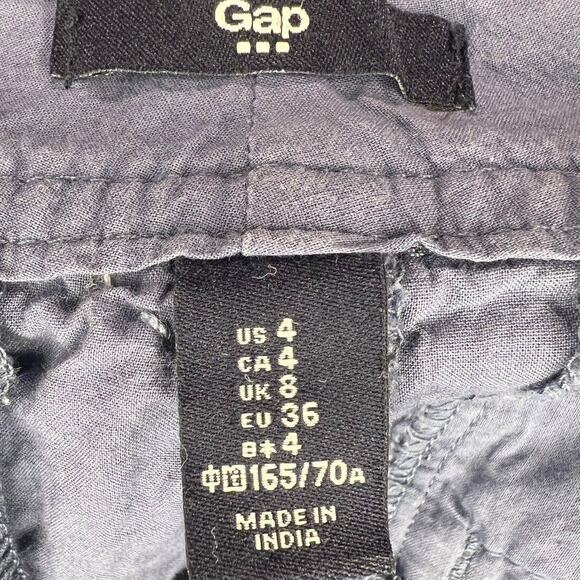 Gap
US 4
CA 4
UK 8
EU 36
8*4
中国165/70A
MADE IN
INDIA